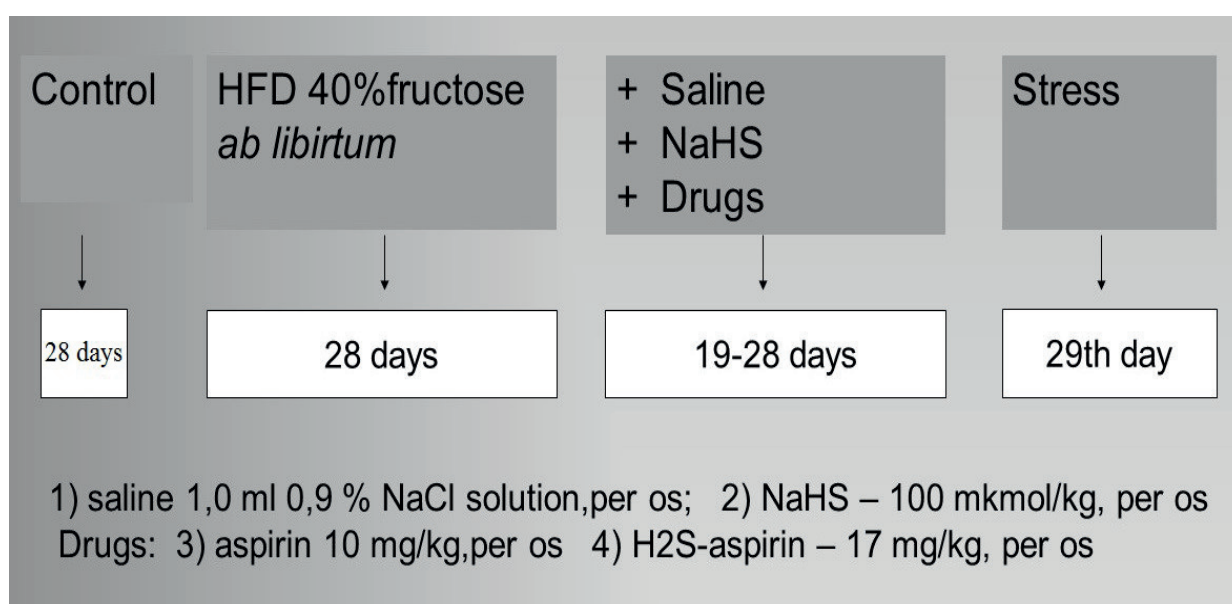 Control
HFD 40%fructose
ab libirtum
+ Saline
+ NaHS
+ Drugs
Stress
28 days
28 days
19-28 days
29th day
1) saline 1,0 ml 0,9 % NaCl solution,per os; 2) NaHS – 100 mkmol/kg, per os
Drugs: 3) aspirin 10 mg/kg,per os 4) H2S-aspirin – 17 mg/kg, per os